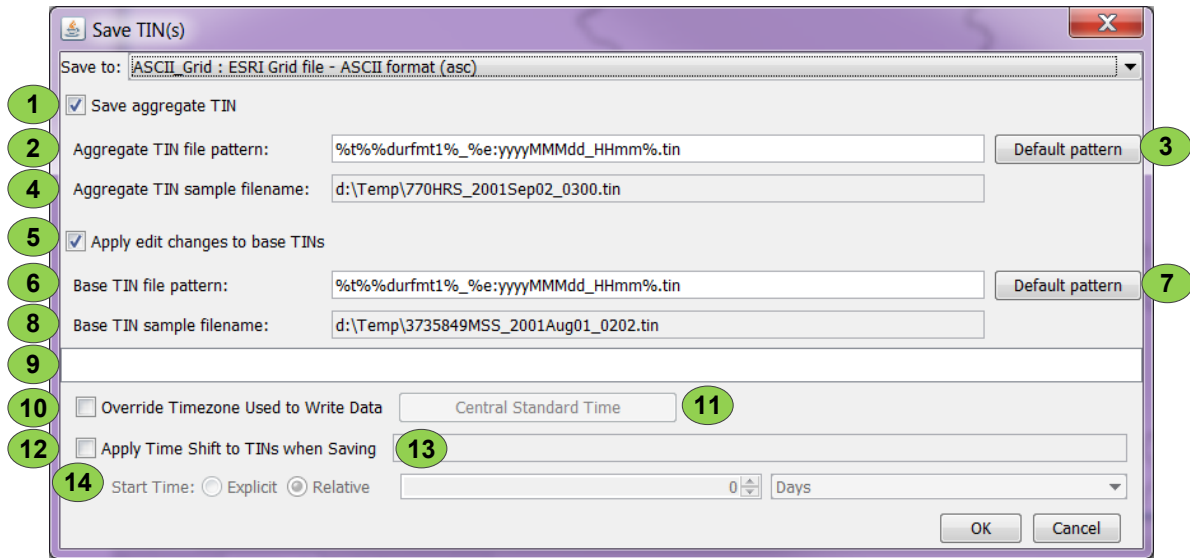 Save TIN(s)
Save to: ASCII_Grid : ESRI Grid file - ASCII format (asc)
1 Save aggregate TIN
2 Aggregate TIN file pattern: %t%%durfmt1%_%e:yyyyMMMdd_HHmm%.tin Default pattern 3
4 Aggregate TIN sample filename: d:\Temp\770HRS_2001Sep02_0300.tin
5 Apply edit changes to base TINs
6 Base TIN file pattern: %t%%durfmt1%_%e:yyyyMMMdd_HHmm%.tin Default pattern 7
8 Base TIN sample filename: d:\Temp\3735849MSS_2001Aug01_0202.tin
9
10 Override Timezone Used to Write Data Central Standard Time 11
12 Apply Time Shift to TINs when Saving 13
14 Start Time: Explicit Relative 0 Days
OK Cancel